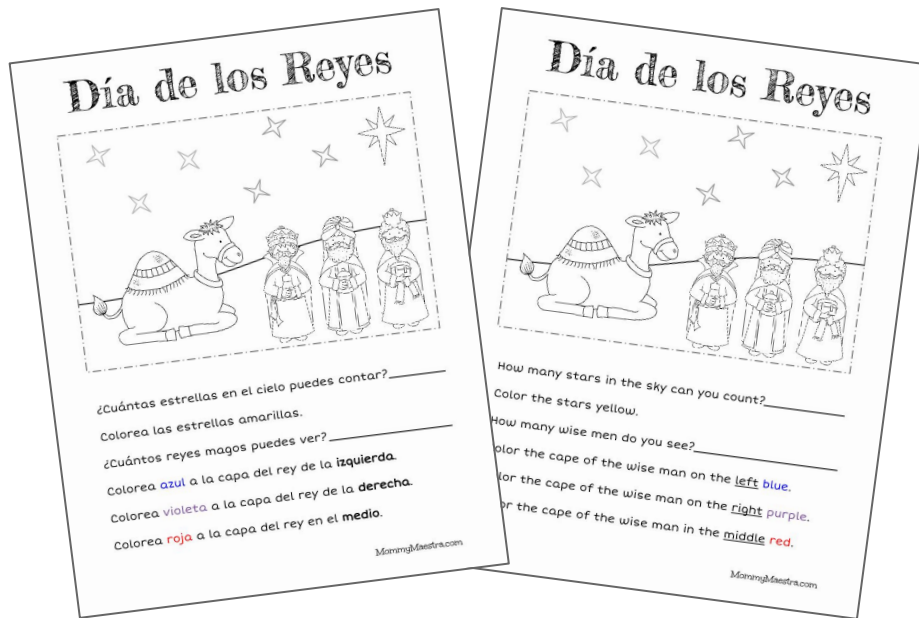 Día de los Reyes
¿Cuántas estrellas en el cielo puedes contar?
Colorea las estrellas amarillas.
¿Cuántos reyes magos puedes ver?
Colorea azul a la capa del rey de la izquierda.
Colorea violeta a la capa del rey de la derecha.
Colorea roja a la capa del rey en el medio.
MommyMaestra.com
Día de los Reyes
How many stars in the sky can you count?
Color the stars yellow.
How many wise men do you see?
olor the cape of the wise man on the left blue.
lor the cape of the wise man on the right purple.
or the cape of the wise man in the middle red.
MommyMaestra.com